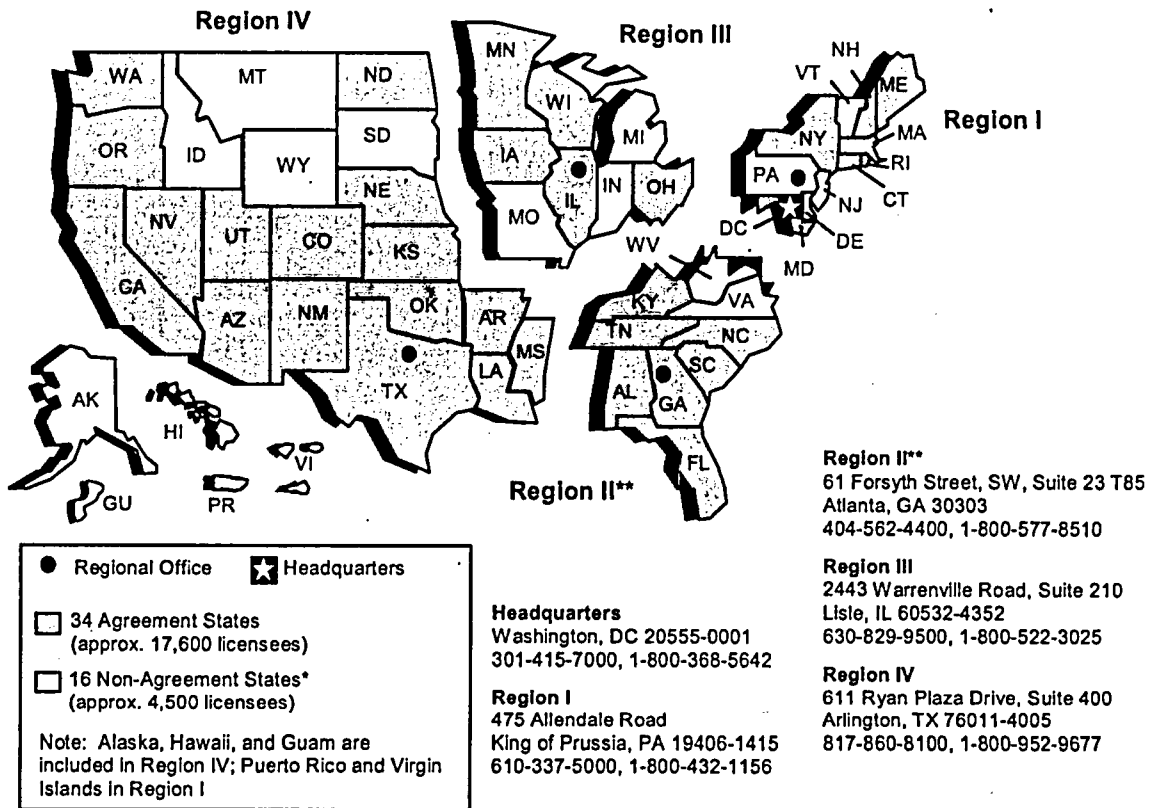 Region IV
Region III
Region I
WA
MT
ND
OR
ID
WY
SD
NE
NV
UT
CO
KS
CA
AZ
NM
OK
TX
AR
LA
MS
AK
HI
GU
PR
VI
MN
WI
MI
IA
IL
IN
OH
MO
NH
VT
ME
NY
MA
RI
CT
PA
NJ
DE
DC
MD
WV
KY
VA
TN
NC
SC
AL
GA
FL
Region II**
Regional Office
Headquarters
34 Agreement States
(approx. 17,600 licensees)
16 Non-Agreement States*
(approx. 4,500 licensees)
Note: Alaska, Hawaii, and Guam are
included in Region IV; Puerto Rico and Virgin
Islands in Region I
Headquarters
Washington, DC 20555-0001
301-415-7000, 1-800-368-5642
Region I
475 Allendale Road
King of Prussia, PA 19406-1415
610-337-5000, 1-800-432-1156
Region II**
61 Forsyth Street, SW, Suite 23 T85
Atlanta, GA 30303
404-562-4400, 1-800-577-8510
Region III
2443 Warrenville Road, Suite 210
Lisle, IL 60532-4352
630-829-9500, 1-800-522-3025
Region IV
611 Ryan Plaza Drive, Suite 400
Arlington, TX 76011-4005
817-860-8100, 1-800-952-9677